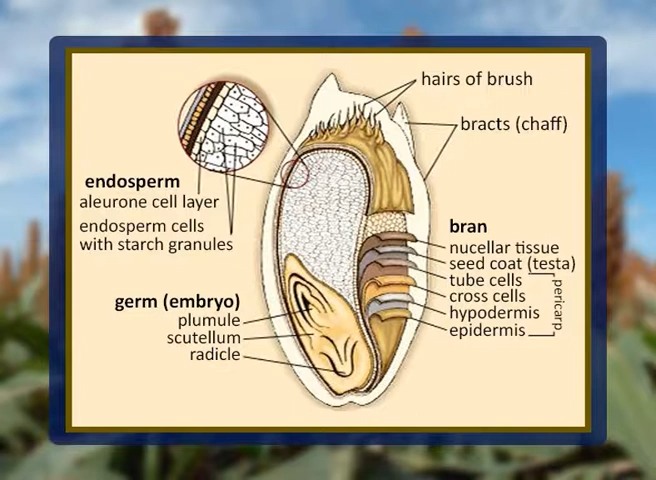 hairs of brush
bracts (chaff)
endosperm
aleurone cell layer
endosperm cells
with starch granules
germ (embryo)
plumule
scutellum
radicle
bran
nucellar tissue
seed coat (testa)
tube cells
cross cells
hypodermis
epidermis
pericarp